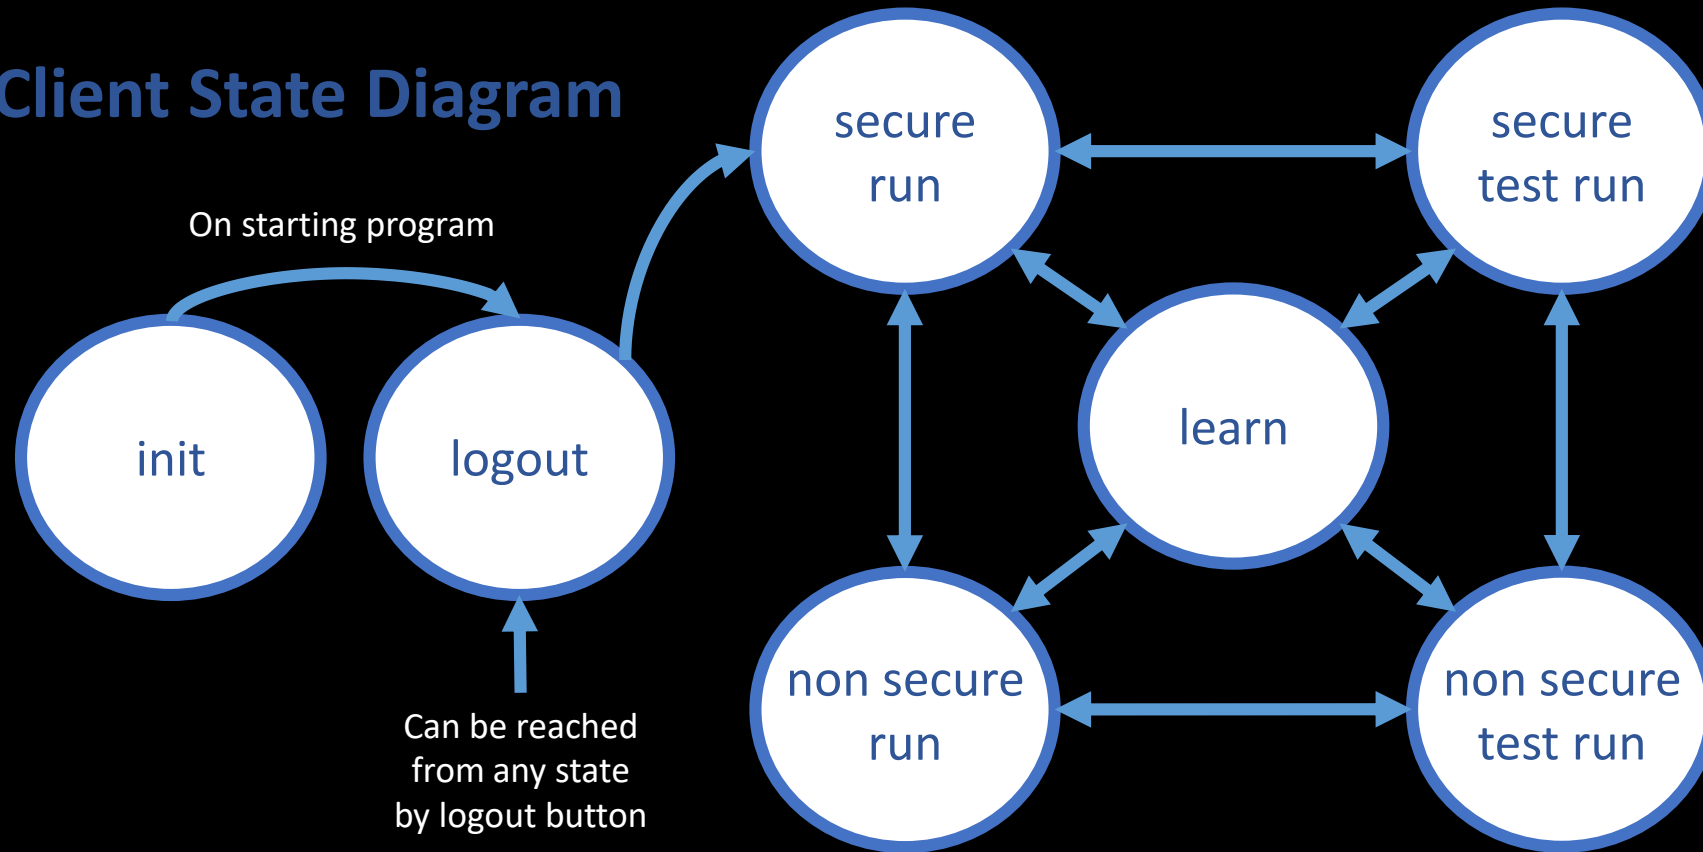 Client State Diagram
On starting program
init
logout
Can be reached
from any state
by logout button
secure
run
secure
test run
learn
non secure
run
non secure
test run